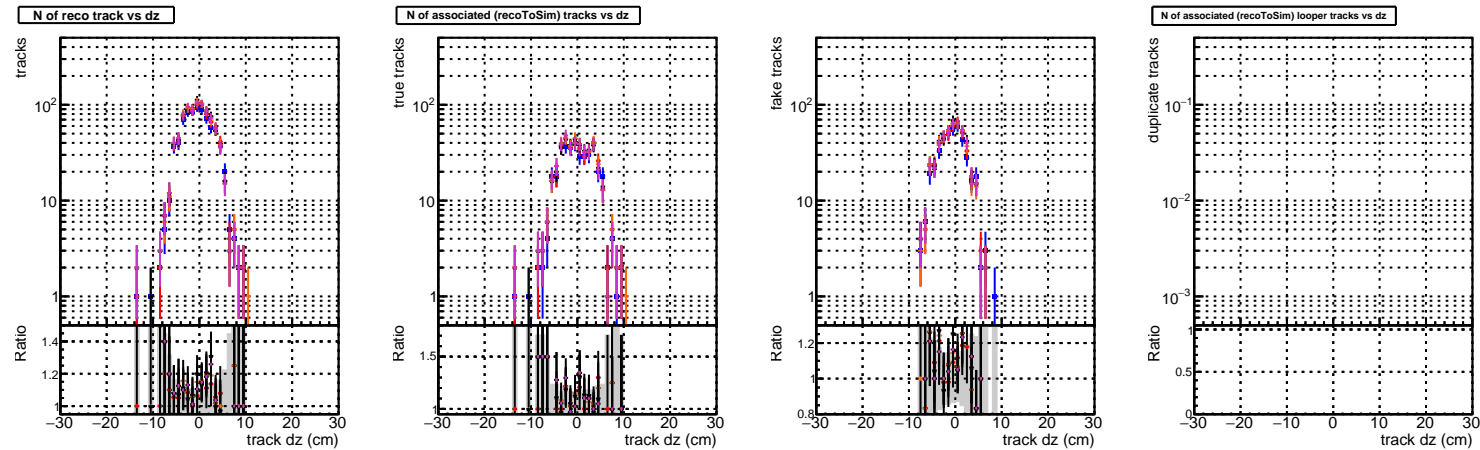 N of reco track vs dz
tracks
10²
10
1
Ratio
1.4
1.2
1
−30 −20 −10 0 10 20 30
track dz (cm)
N of associated (recoToSim) tracks vs dz
true tracks
10²
10
1
Ratio
1.5
1
−30 −20 −10 0 10 20 30
track dz (cm)
fake tracks
10²
10
1
Ratio
1.2
1
0.8
−30 −20 −10 0 10 20 30
track dz (cm)
N of associated (recoToSim) looper tracks vs dz
duplicate tracks
10⁻¹
10⁻²
10⁻³
Ratio
1
0.5
0
−30 −20 −10 0 10 20 30
track dz (cm)